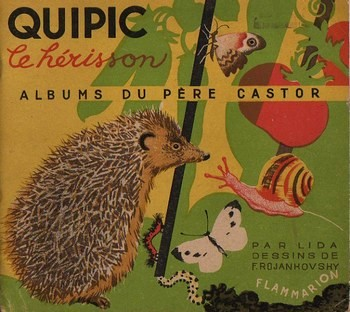 QUIPIC
le hérisson
ALBUMS DU PÈRE CASTOR
PAR LIDA
DESSINS DE
F. ROJANKOVSKY
FLAMMARION